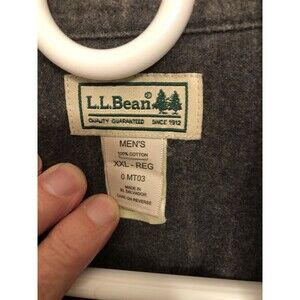 L.L.Bean®
QUALITY GUARANTEED SINCE 1912
MEN'S
100% COTTON
XXL - REG
0 MT03
MADE IN
EL SALVADOR
CARE ON REVERSE